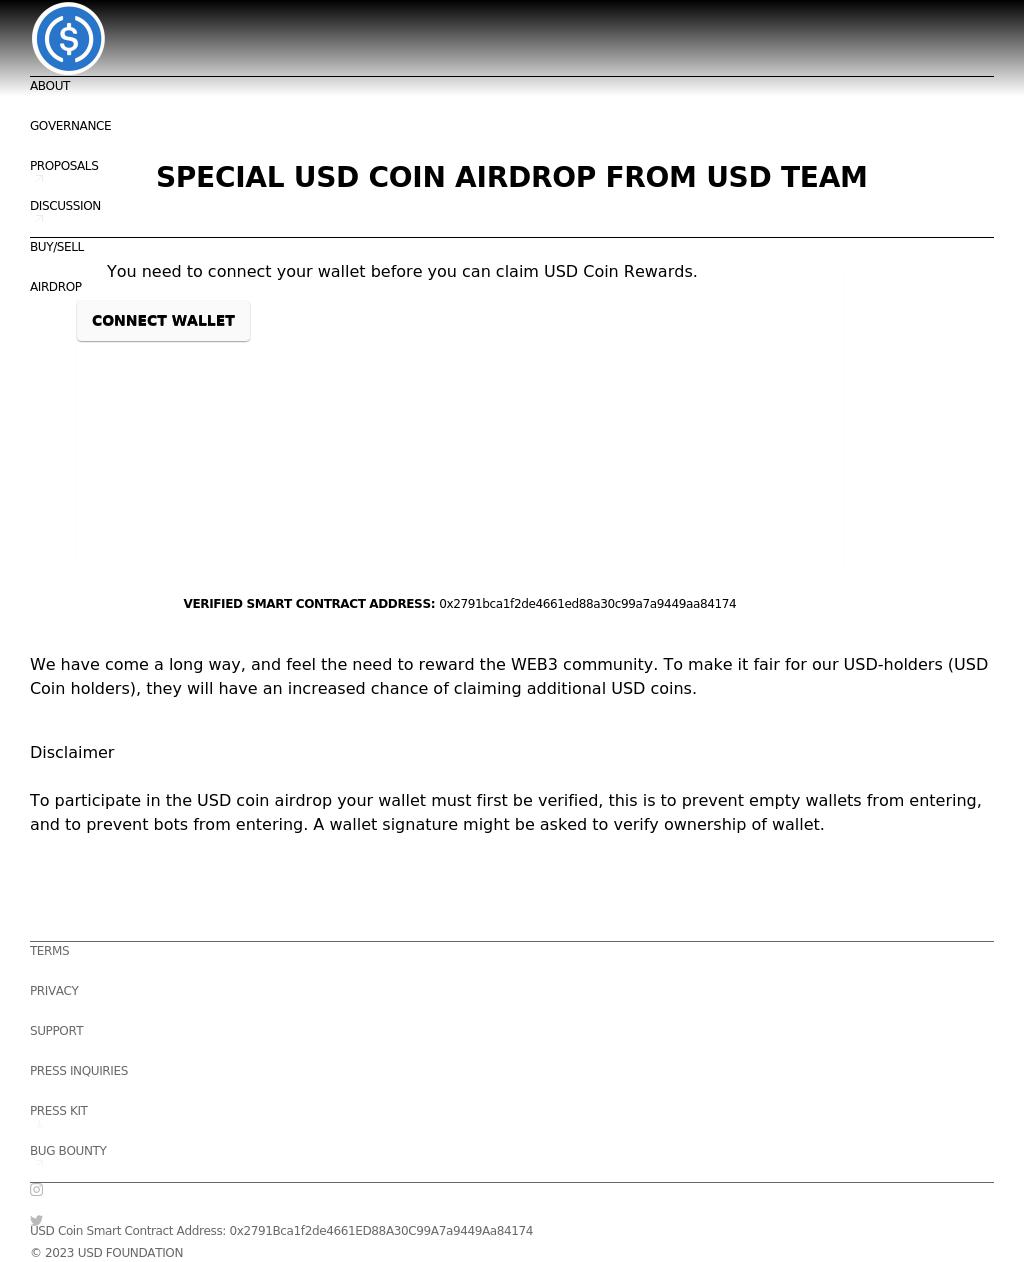 ABOUT
GOVERNANCE
PROPOSALS
SPECIAL USD COIN AIRDROP FROM USD TEAM
DISCUSSION
BUY/SELL
You need to connect your wallet before you can claim USD Coin Rewards.
AIRDROP
CONNECT WALLET
VERIFIED SMART CONTRACT ADDRESS: 0x2791bca1f2de4661ed88a30c99a7a9449aa84174
We have come a long way, and feel the need to reward the WEB3 community. To make it fair for our USD-holders (USD
Coin holders), they will have an increased chance of claiming additional USD coins.
Disclaimer
To participate in the USD coin airdrop your wallet must first be verified, this is to prevent empty wallets from entering,
and to prevent bots from entering. A wallet signature might be asked to verify ownership of wallet.
TERMS
PRIVACY
SUPPORT
PRESS INQUIRIES
PRESS KIT
BUG BOUNTY
USD Coin Smart Contract Address: 0x2791Bca1f2de4661ED88A30C99A7a9449Aa84174
© 2023 USD FOUNDATION